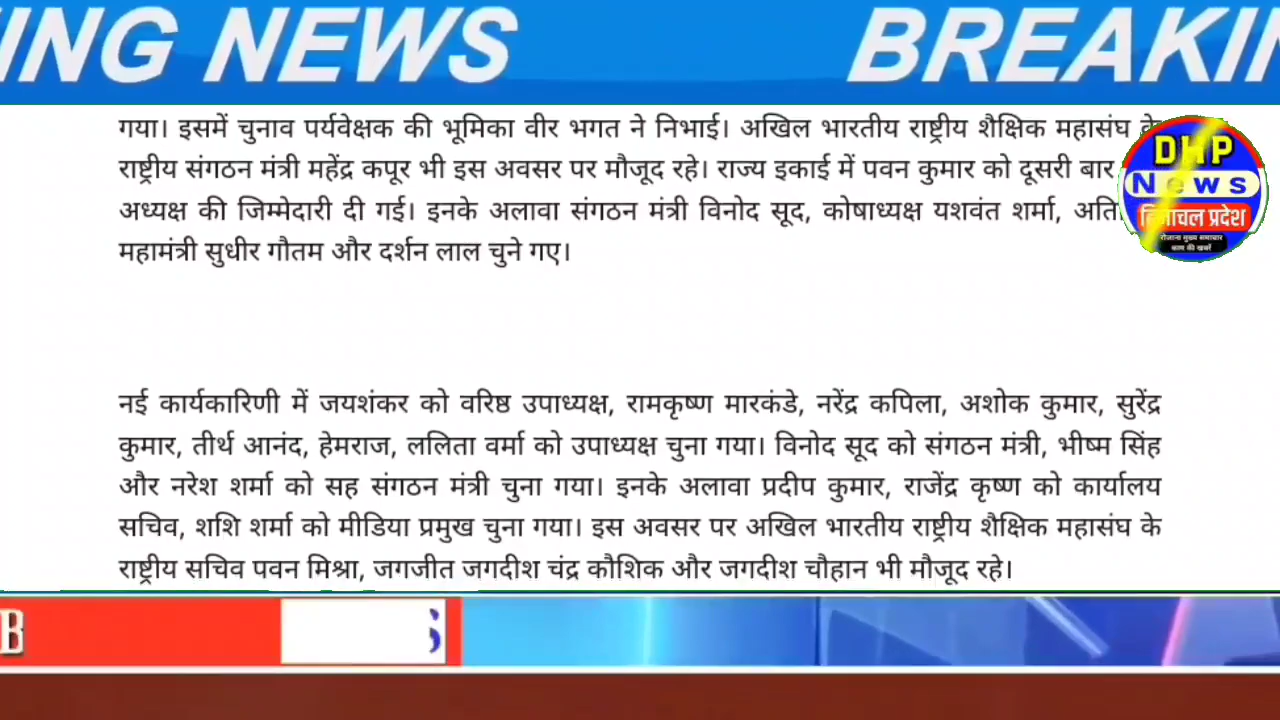 ING NEWS BREAKIN
गया। इसमें चुनाव पर्यवेक्षक की भूमिका वीर भगत ने निभाई। अखिल भारतीय राष्ट्रीय शैक्षिक महासंघ के
राष्ट्रीय संगठन मंत्री महेंद्र कपूर भी इस अवसर पर मौजूद रहे। राज्य इकाई में पवन कुमार को दूसरी बार
अध्यक्ष की जिम्मेदारी दी गई। इनके अलावा संगठन मंत्री विनोद सूद, कोषाध्यक्ष यशवंत शर्मा,
महामंत्री सुधीर गौतम और दर्शन लाल चुने गए।
DHP
News
हिमाचल प्रदेश
नई कार्यकारिणी में जयशंकर को वरिष्ठ उपाध्यक्ष, रामकृष्ण मारकंडे, नरेंद्र कपिला, अशोक कुमार, सुरेंद्र
कुमार, तीर्थ आनंद, हेमराज, ललिता वर्मा को उपाध्यक्ष चुना गया। विनोद सूद को संगठन मंत्री, भीष्म सिंह
और नरेश शर्मा को सह संगठन मंत्री चुना गया। इनके अलावा प्रदीप कुमार, राजेंद्र कृष्ण को कार्यालय
सचिव, शशि शर्मा को मीडिया प्रमुख चुना गया। इस अवसर पर अखिल भारतीय राष्ट्रीय शैक्षिक महासंघ के
राष्ट्रीय सचिव पवन मिश्रा, जगजीत जगदीश चंद्र कौशिक और जगदीश चौहान भी मौजूद रहे।
B